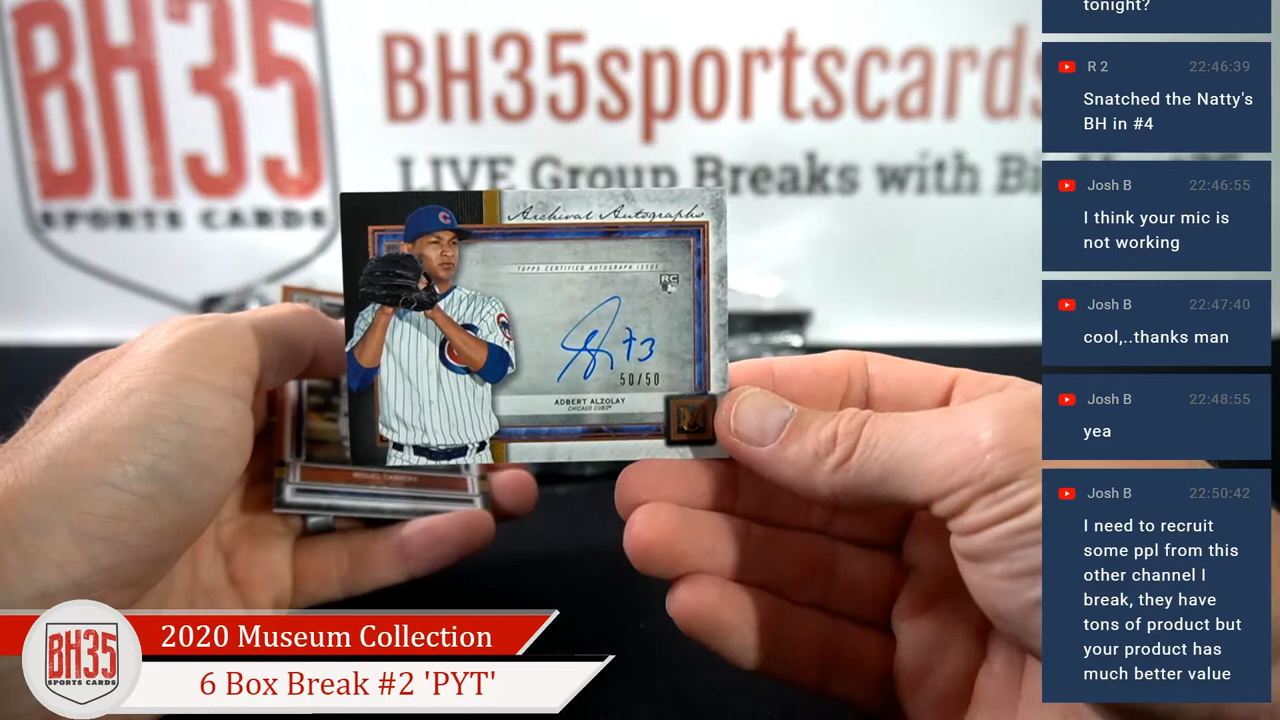 BH35
SPORTS CARDS
BH35sportscards
LIVE Group Breaks with
Archival Autographs
TOPPS CERTIFIED AUTOGRAPH ISSUE
RC
73
50/50
ADBERT ALZOLAY
CHICAGO CUBS
MIGUEL CABRERA
2020 Museum Collection
6 Box Break #2 'PYT'
BH35
SPORTS CARDS
tonight?
R 2 22:46:39
Snatched the Natty's
BH in #4
Josh B 22:46:55
I think your mic is
not working
Josh B 22:47:40
cool,..thanks man
Josh B 22:48:55
yea
Josh B 22:50:42
I need to recruit
some ppl from this
other channel I
break, they have
tons of product but
your product has
much better value